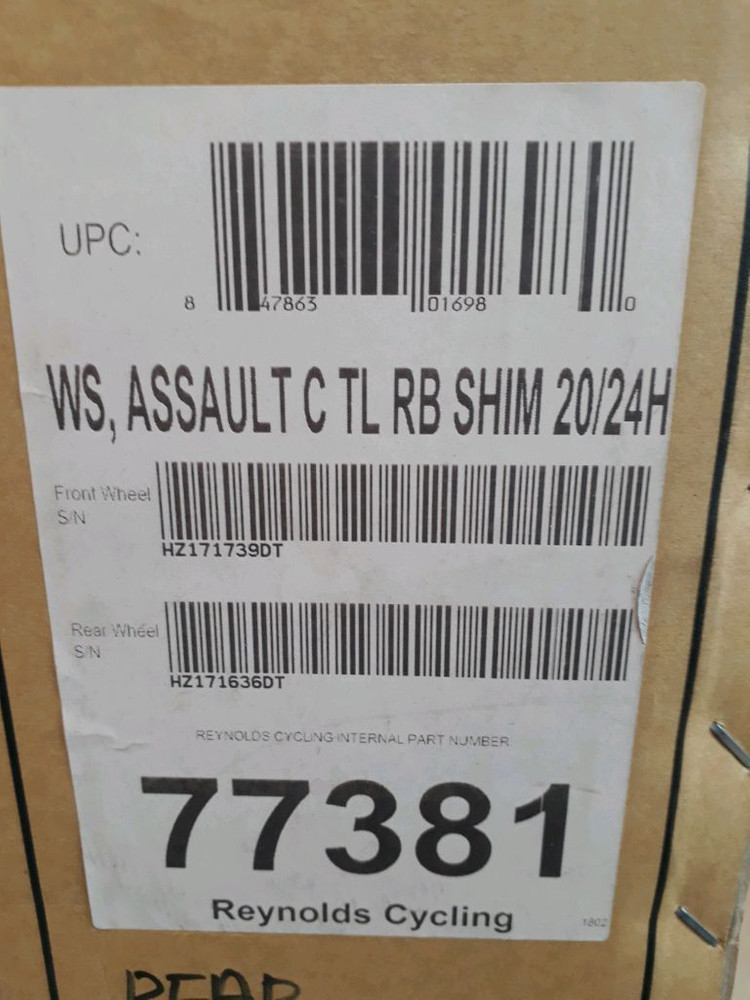 UPC:
8 47863 01698 0
WS, ASSAULT C TL RB SHIM 20/24H
Front Wheel
S/N
HZ171739DT
Rear Wheel
S/N
HZ171636DT
REYNOLDS CYCLING INTERNAL PART NUMBER
77381
Reynolds Cycling
1802
REAR